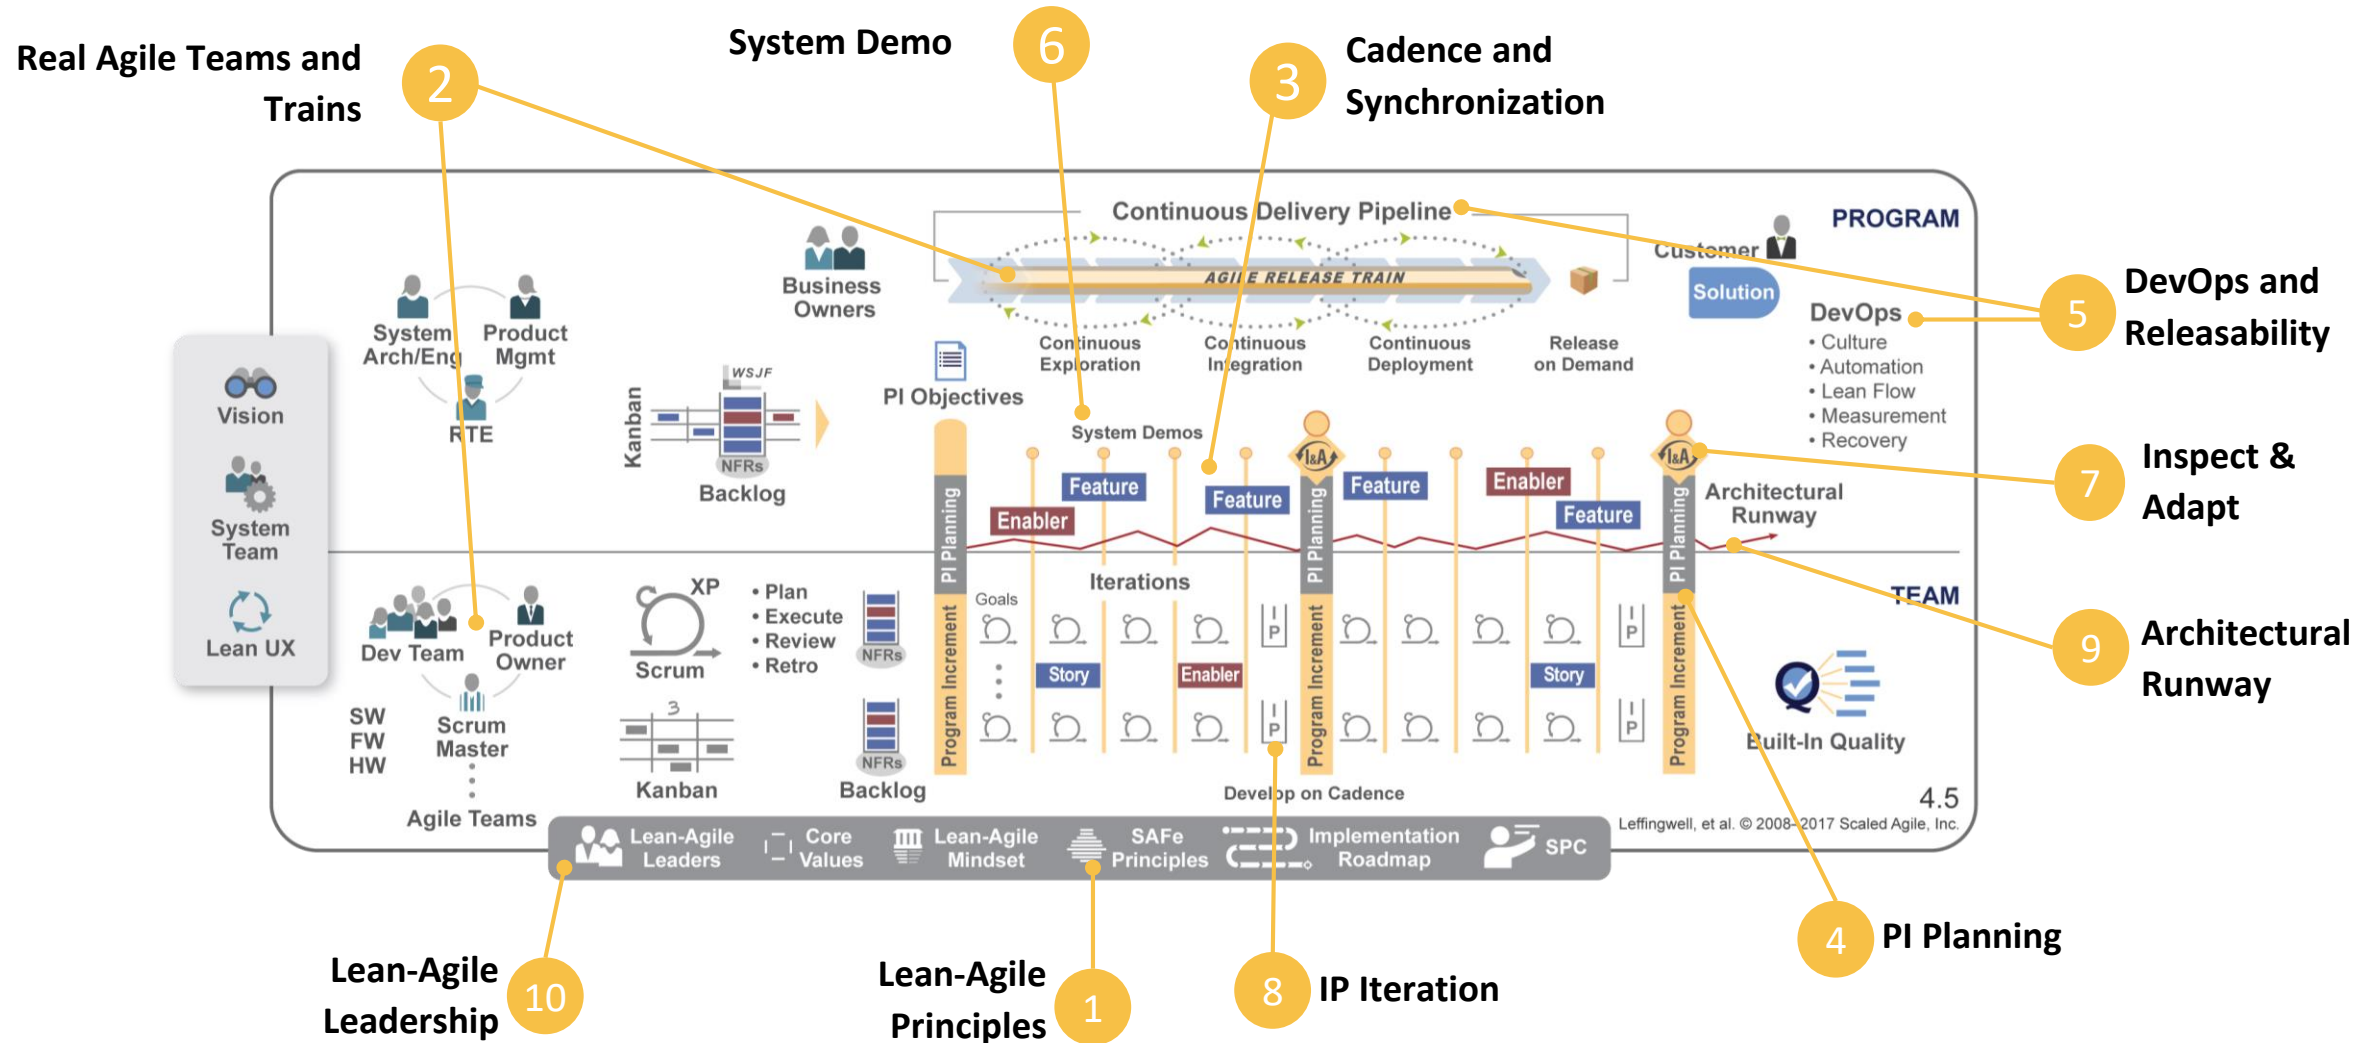 System Demo
6
Cadence and
Synchronization
3
Real Agile Teams and
Trains
2
Continuous Delivery Pipeline
PROGRAM
Customer
Solution
Business
Owners
AGILE RELEASE TRAIN
DevOps and
Releasability
5
DevOps
• Culture
• Automation
• Lean Flow
• Measurement
• Recovery
System
Arch/Eng
Product
Mgmt
RTE
Continuous
Exploration
Continuous
Integration
Continuous
Deployment
Release
on Demand
PI Objectives
Vision
System
Team
Lean UX
Kanban
WSJF
NFRs
Backlog
System Demos
I&A
I&A
Inspect &
Adapt
7
Feature
Feature
Feature
Enabler
Enabler
Feature
Architectural
Runway
PI Planning
PI Planning
PI Planning
Iterations
TEAM
Dev Team
Product
Owner
Scrum
Master
SW
FW
HW
Agile Teams
XP
Scrum
• Plan
• Execute
• Review
• Retro
3
Kanban
NFRs
NFRs
Backlog
Program Increment
Program Increment
Program Increment
Goals
I
P
I
P
I
P
I
P
Story
Enabler
Story
Develop on Cadence
Built-In Quality
9
Architectural
Runway
4.5
Leffingwell, et al. © 2008–2017 Scaled Agile, Inc.
Lean-Agile
Leaders
Core
Values
Lean-Agile
Mindset
SAFe
Principles
Implementation
Roadmap
SPC
4
PI Planning
Lean-Agile
Leadership
10
Lean-Agile
Principles
1
8
IP Iteration